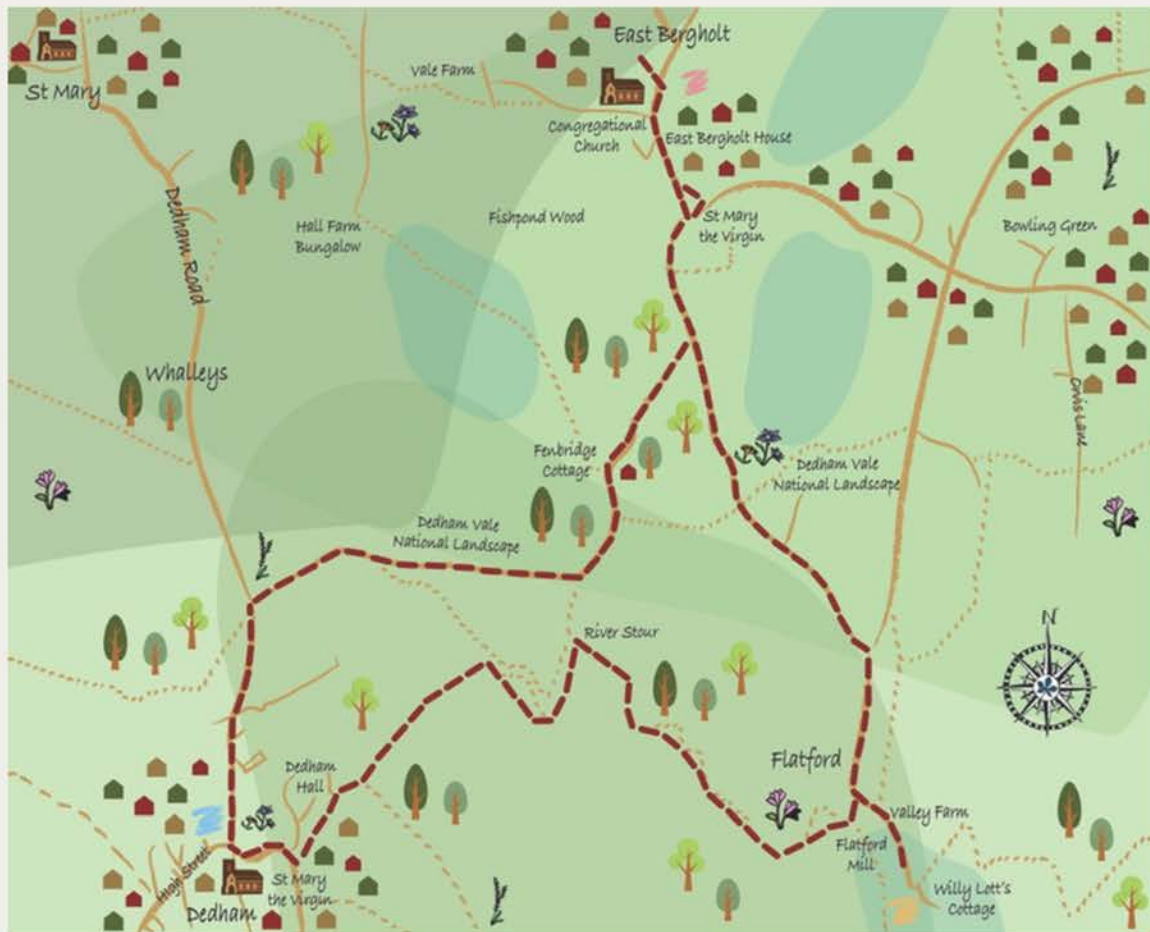 East Bergholt
Vale Farm
St Mary
Congregational
Church
East Bergholt House
Dedham Road
Hall Farm
Bungalow
Fishpond Wood
St Mary
the Virgin
Bowling Green
Whalleys
Orvis Lane
Fenbridge
Cottage
Dedham Vale
National Landscape
Dedham Vale
National Landscape
N
River Stour
Flatford
Dedham
Hall
Valley Farm
Flatford
Mill
High Street
St Mary
the Virgin
Willy Lott's
Cottage
Dedham